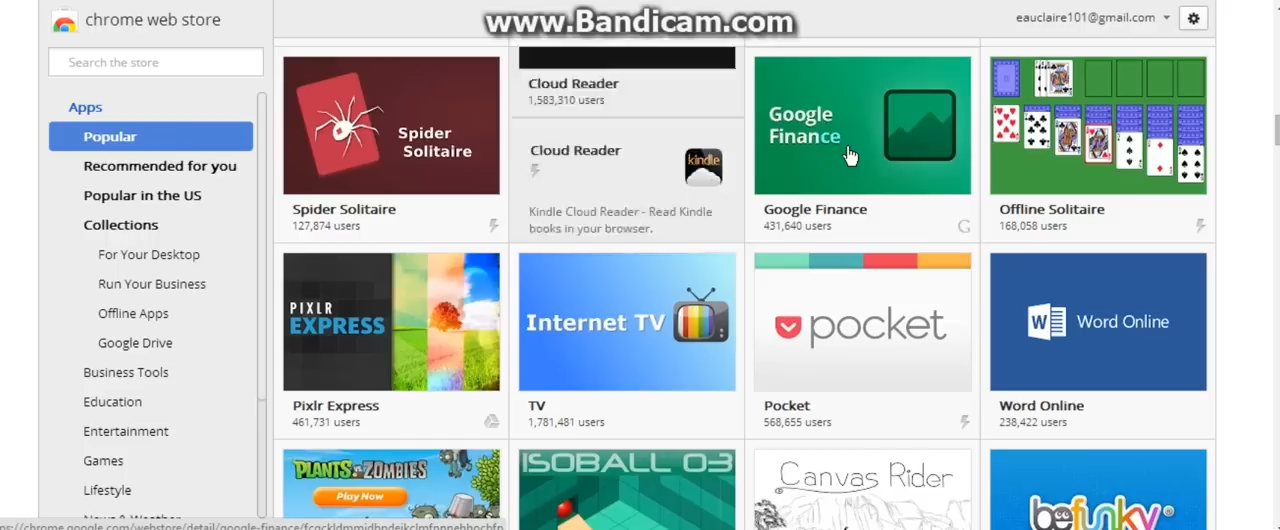 www.Bandicam.com
chrome web store
eauclaire101@gmail.com
Search the store
Apps
Popular
Recommended for you
Popular in the US
Collections
For Your Desktop
Run Your Business
Offline Apps
Google Drive
Business Tools
Education
Entertainment
Games
Lifestyle
News & Weather
Spider
Solitaire
Spider Solitaire
127,874 users
Cloud Reader
1,583,310 users
Cloud Reader
kindle
Kindle Cloud Reader - Read Kindle
books in your browser.
Google
Finance
Google Finance
431,640 users
G
Offline Solitaire
168,058 users
PIXLR
EXPRESS
Pixlr Express
461,731 users
Internet TV
TV
1,781,481 users
pocket
Pocket
568,655 users
W
Word Online
Word Online
238,422 users
PLANTS vs. ZOMBIES
Play Now
ISOBALL 03
Canvas Rider
befunky®